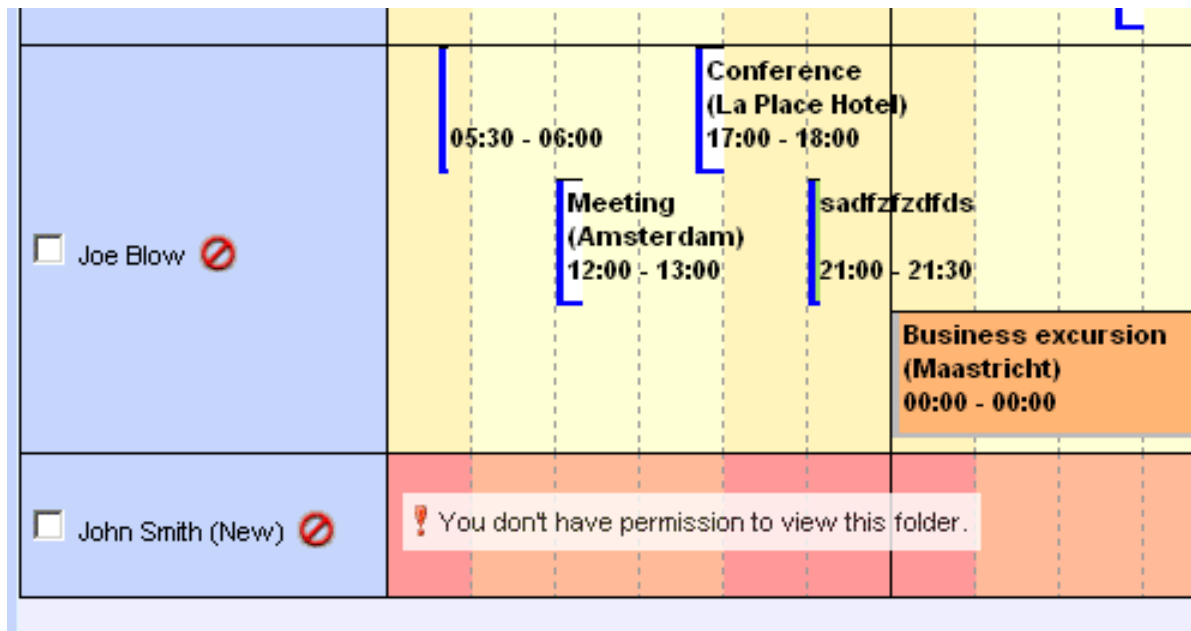 Conference
(La Place Hotel)
05:30 - 06:00
17:00 - 18:00
Meeting
(Amsterdam)
12:00 - 13:00
sadfzfzdfds
21:00 - 21:30
Joe Blow
Business excursion
(Maastricht)
00:00 - 00:00
John Smith (New)
You don't have permission to view this folder.